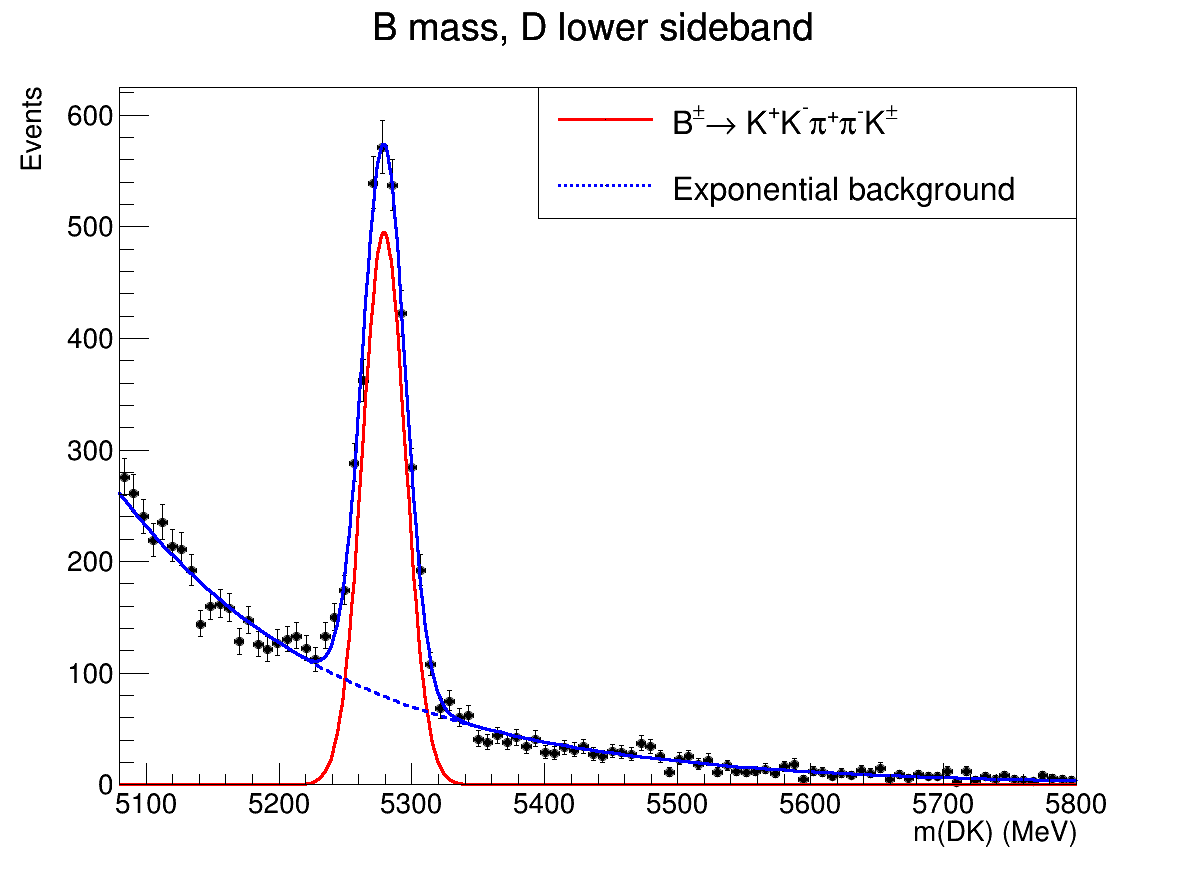 B mass, D lower sideband
Events
600
500
400
300
200
100
0
B± → K⁺K⁻π⁺π⁻K±
Exponential background
5100 5200 5300 5400 5500 5600 5700 5800
m(DK) (MeV)